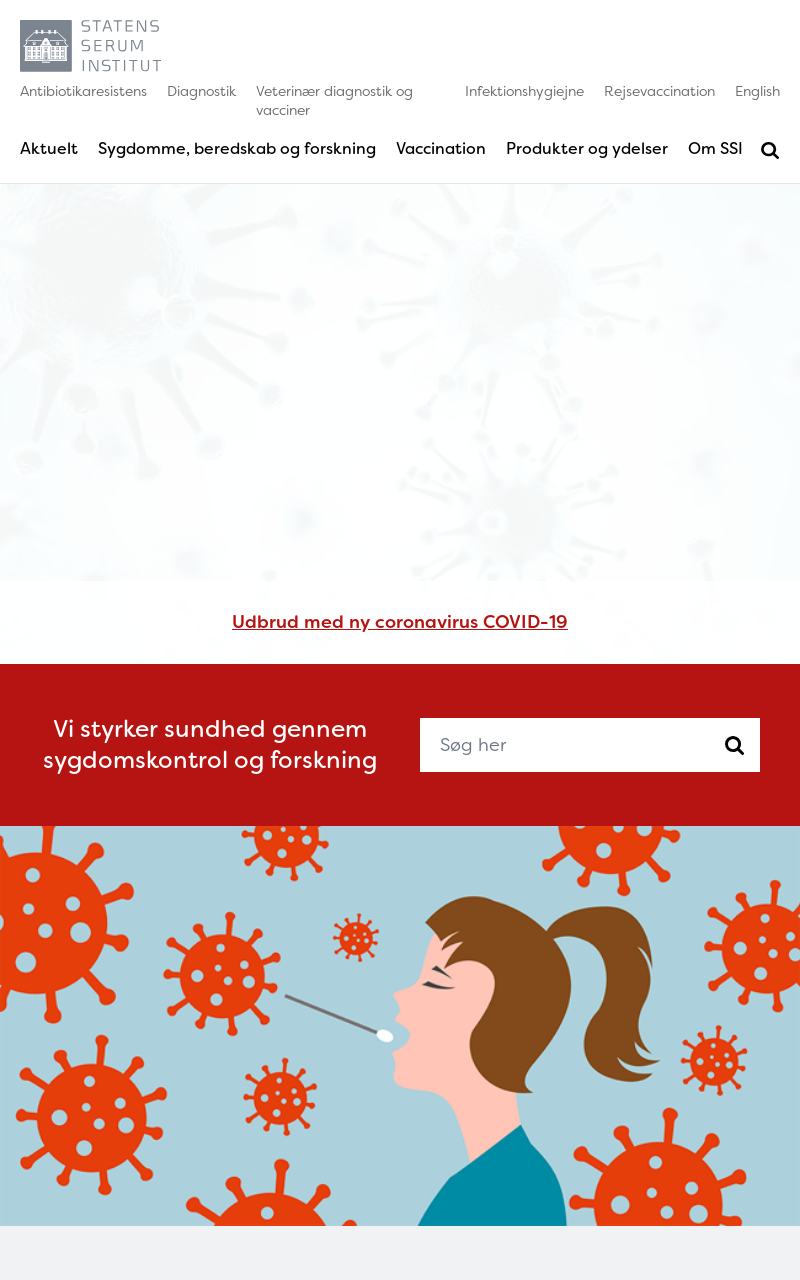 STATENS
SERUM
INSTITUT
Antibiotikaresistens Diagnostik Veterinær diagnostik og vacciner Infektionshygiejne Rejsevaccination English
Aktuelt Sygdomme, beredskab og forskning Vaccination Produkter og ydelser Om SSI
Udbrud med ny coronavirus COVID-19
Vi styrker sundhed gennem
sygdomskontrol og forskning
Søg her